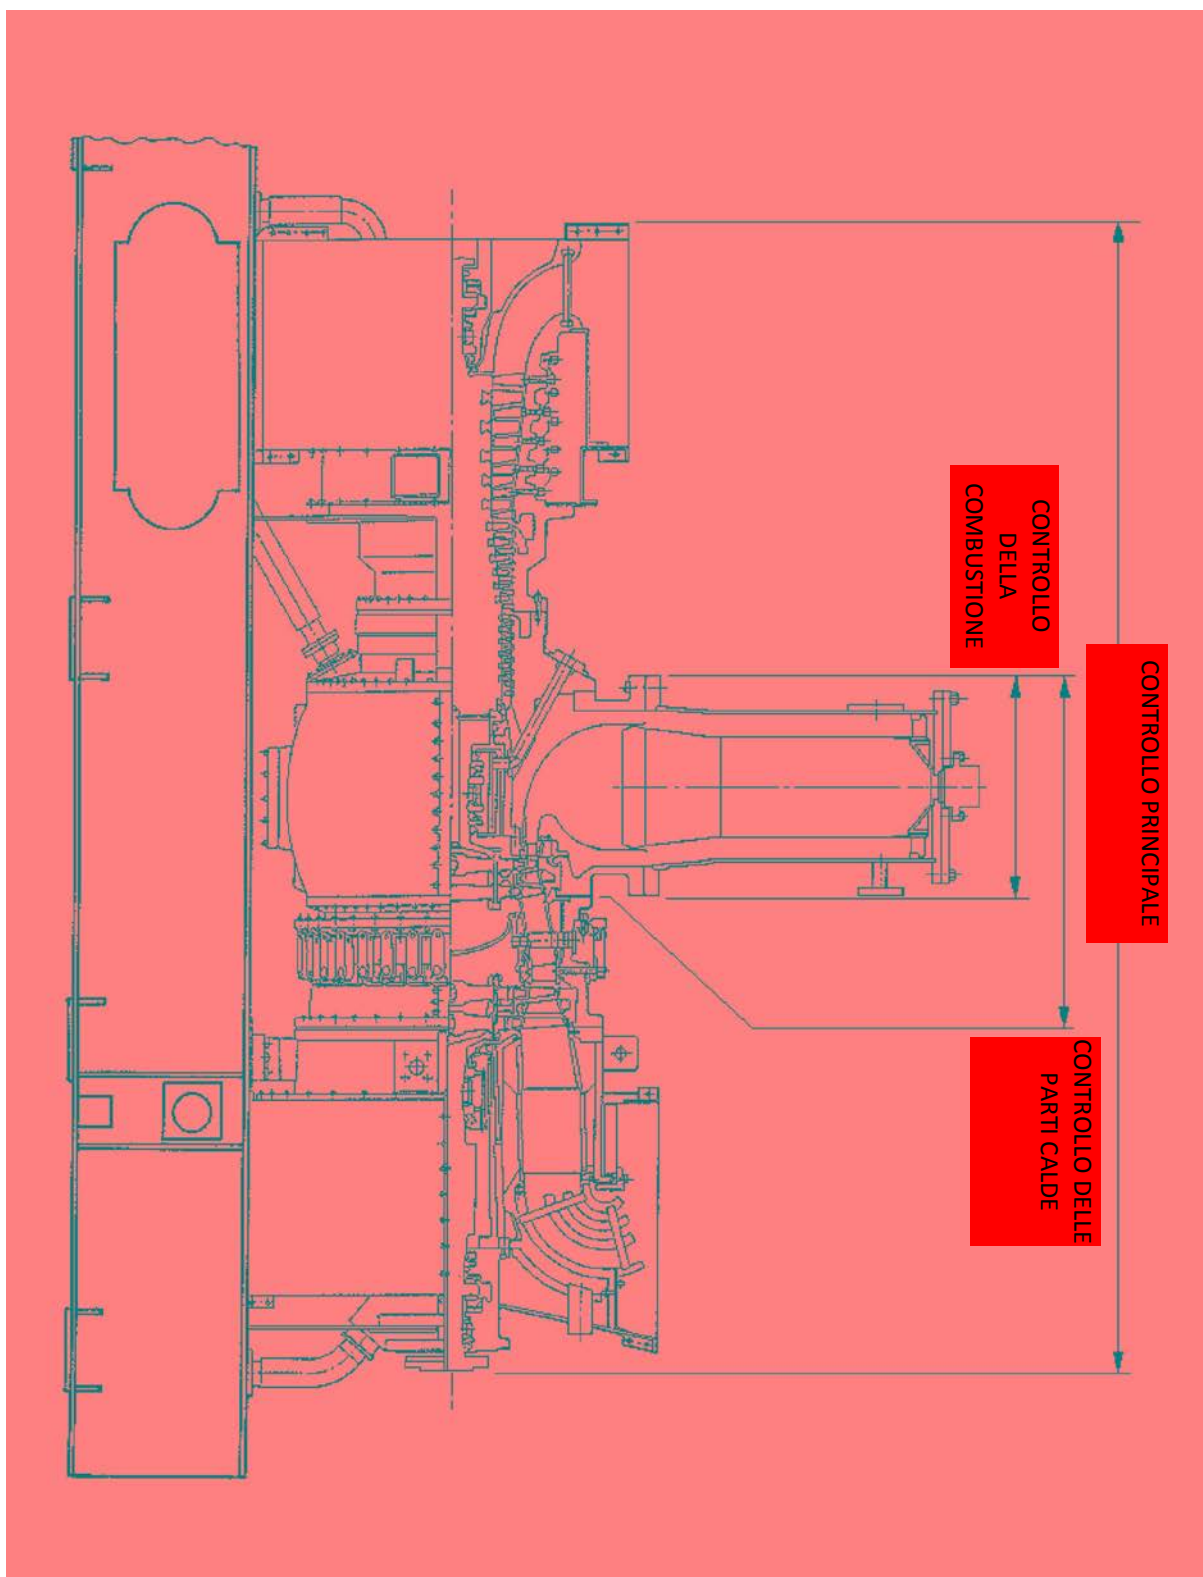 CONTROLLO
DELLA
COMBUSTIONE
CONTROLLO PRINCIPALE
CONTROLLO DELLE
PARTI CALDE